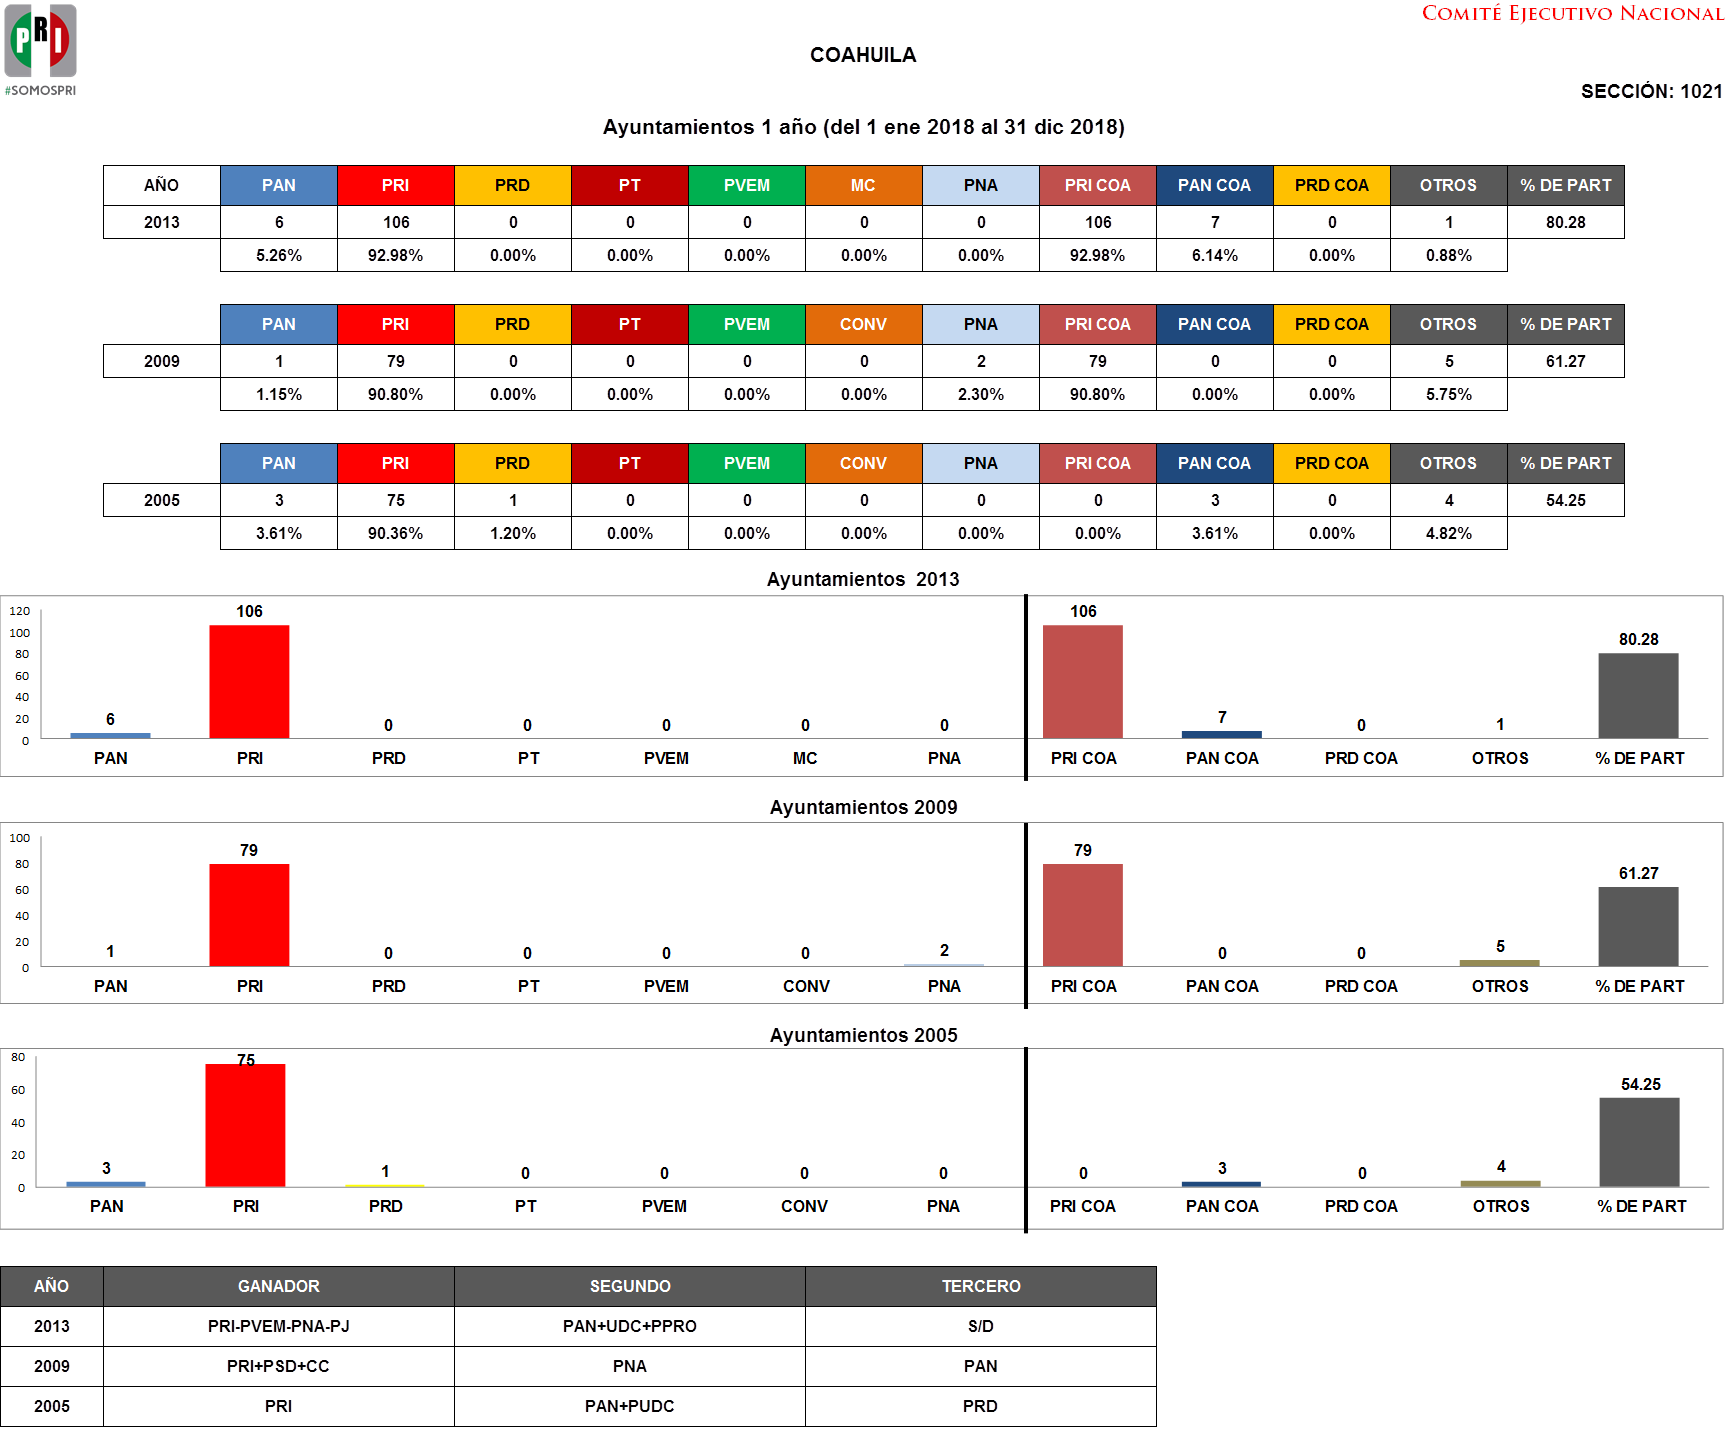 PRI
#SOMOSPRI
COMITÉ EJECUTIVO NACIONAL
COAHUILA
SECCIÓN: 1021
Ayuntamientos 1 año (del 1 ene 2018 al 31 dic 2018)
AÑO PAN PRI PRD PT PVEM MC PNA PRI COA PAN COA PRD COA OTROS % DE PART
2013 6 106 0 0 0 0 0 106 7 0 1 80.28
5.26% 92.98% 0.00% 0.00% 0.00% 0.00% 0.00% 92.98% 6.14% 0.00% 0.88%
PAN PRI PRD PT PVEM CONV PNA PRI COA PAN COA PRD COA OTROS % DE PART
2009 1 79 0 0 0 0 2 79 0 0 5 61.27
1.15% 90.80% 0.00% 0.00% 0.00% 0.00% 2.30% 90.80% 0.00% 0.00% 5.75%
PAN PRI PRD PT PVEM CONV PNA PRI COA PAN COA PRD COA OTROS % DE PART
2005 3 75 1 0 0 0 0 0 3 0 4 54.25
3.61% 90.36% 1.20% 0.00% 0.00% 0.00% 0.00% 0.00% 3.61% 0.00% 4.82%
Ayuntamientos 2013
120
100
80
60
40
20
0
6 106 0 0 0 0 0 106 7 0 1 80.28
PAN PRI PRD PT PVEM MC PNA PRI COA PAN COA PRD COA OTROS % DE PART
Ayuntamientos 2009
100
80
60
40
20
0
1 79 0 0 0 0 2 79 0 0 5 61.27
PAN PRI PRD PT PVEM CONV PNA PRI COA PAN COA PRD COA OTROS % DE PART
Ayuntamientos 2005
80
60
40
20
0
3 75 1 0 0 0 0 0 3 0 4 54.25
PAN PRI PRD PT PVEM CONV PNA PRI COA PAN COA PRD COA OTROS % DE PART
AÑO GANADOR SEGUNDO TERCERO
2013 PRI-PVEM-PNA-PJ PAN+UDC+PPRO S/D
2009 PRI+PSD+CC PNA PAN
2005 PRI PAN+PUDC PRD